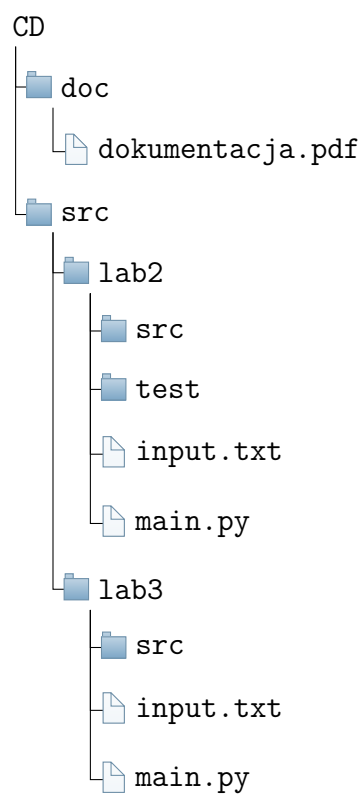 CD
doc
dokumentacja.pdf
src
lab2
src
test
input.txt
main.py
lab3
src
input.txt
main.py